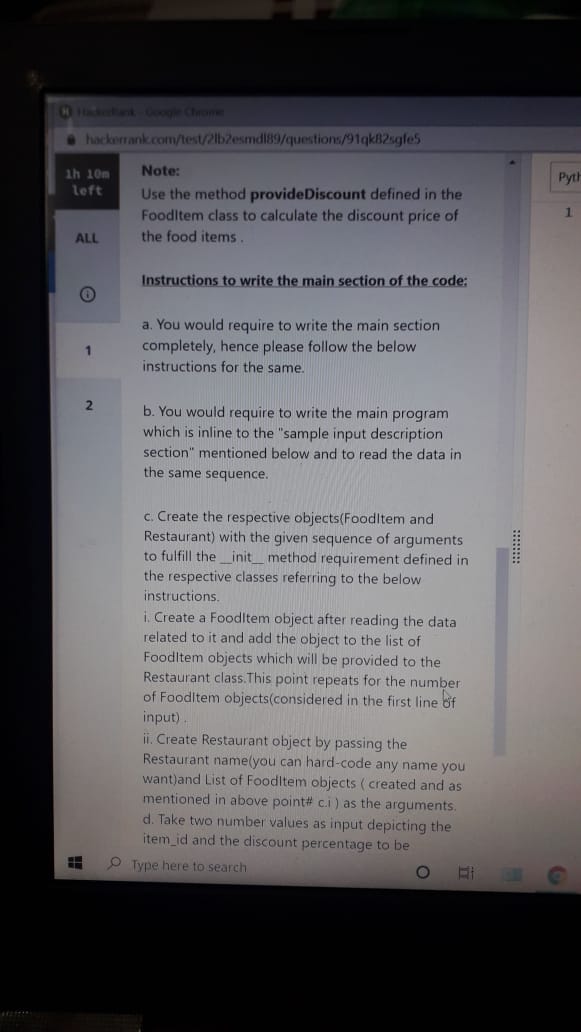 HackerRank - Google Chrome
hackerrank.com/test/2lb2esmdl89/questions/91qk82sgfe5
1h 10m
left
ALL
1
2
Note:
Use the method provideDiscount defined in the
FoodItem class to calculate the discount price of
the food items .
Instructions to write the main section of the code:
a. You would require to write the main section
completely, hence please follow the below
instructions for the same.
b. You would require to write the main program
which is inline to the "sample input description
section" mentioned below and to read the data in
the same sequence.
c. Create the respective objects(FoodItem and
Restaurant) with the given sequence of arguments
to fulfill the __init__ method requirement defined in
the respective classes referring to the below
instructions.
i. Create a FoodItem object after reading the data
related to it and add the object to the list of
FoodItem objects which will be provided to the
Restaurant class.This point repeats for the number
of FoodItem objects(considered in the first line of
input) .
ii. Create Restaurant object by passing the
Restaurant name(you can hard-code any name you
want)and List of FoodItem objects ( created and as
mentioned in above point# c.i ) as the arguments.
d. Take two number values as input depicting the
item_id and the discount percentage to be
Pyth
1
Type here to search